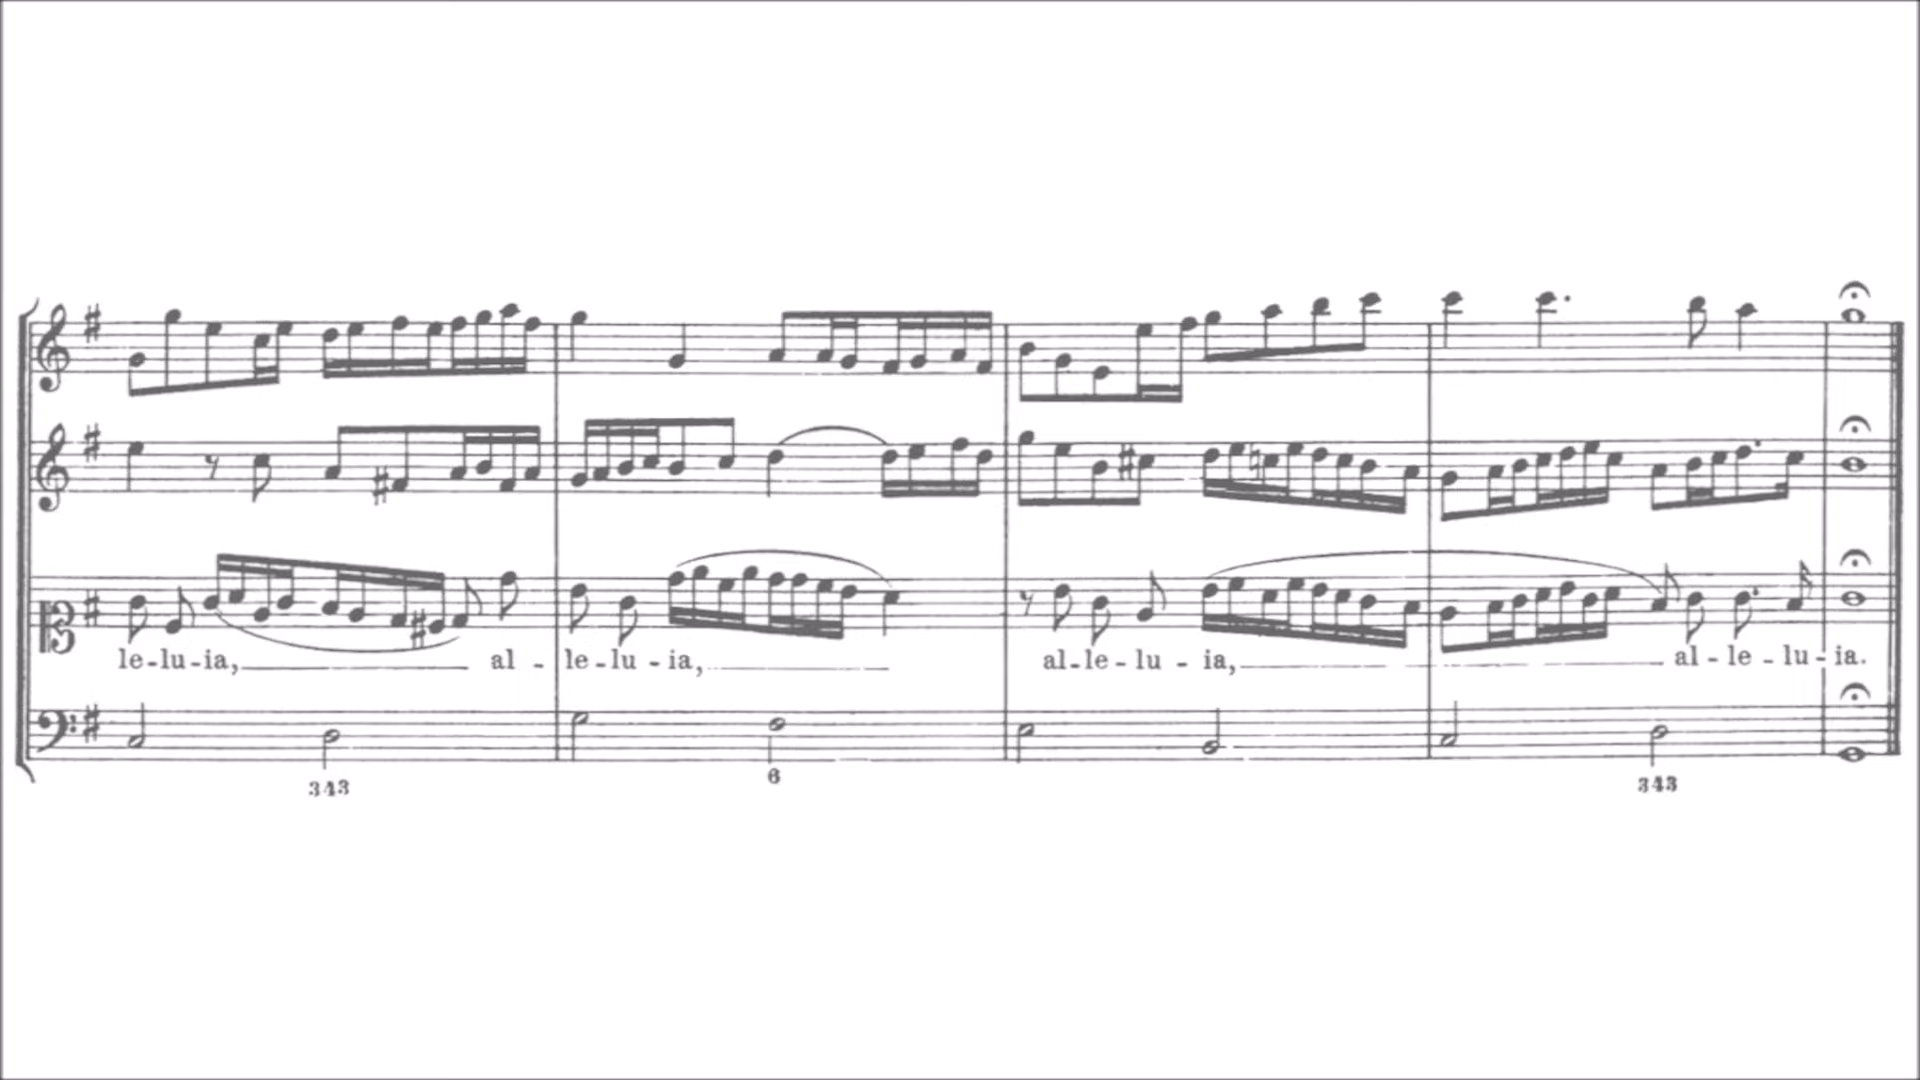 le-lu-ia, al - le-lu - ia, al-le-lu - ia, al - le - lu - ia.
343 6 343